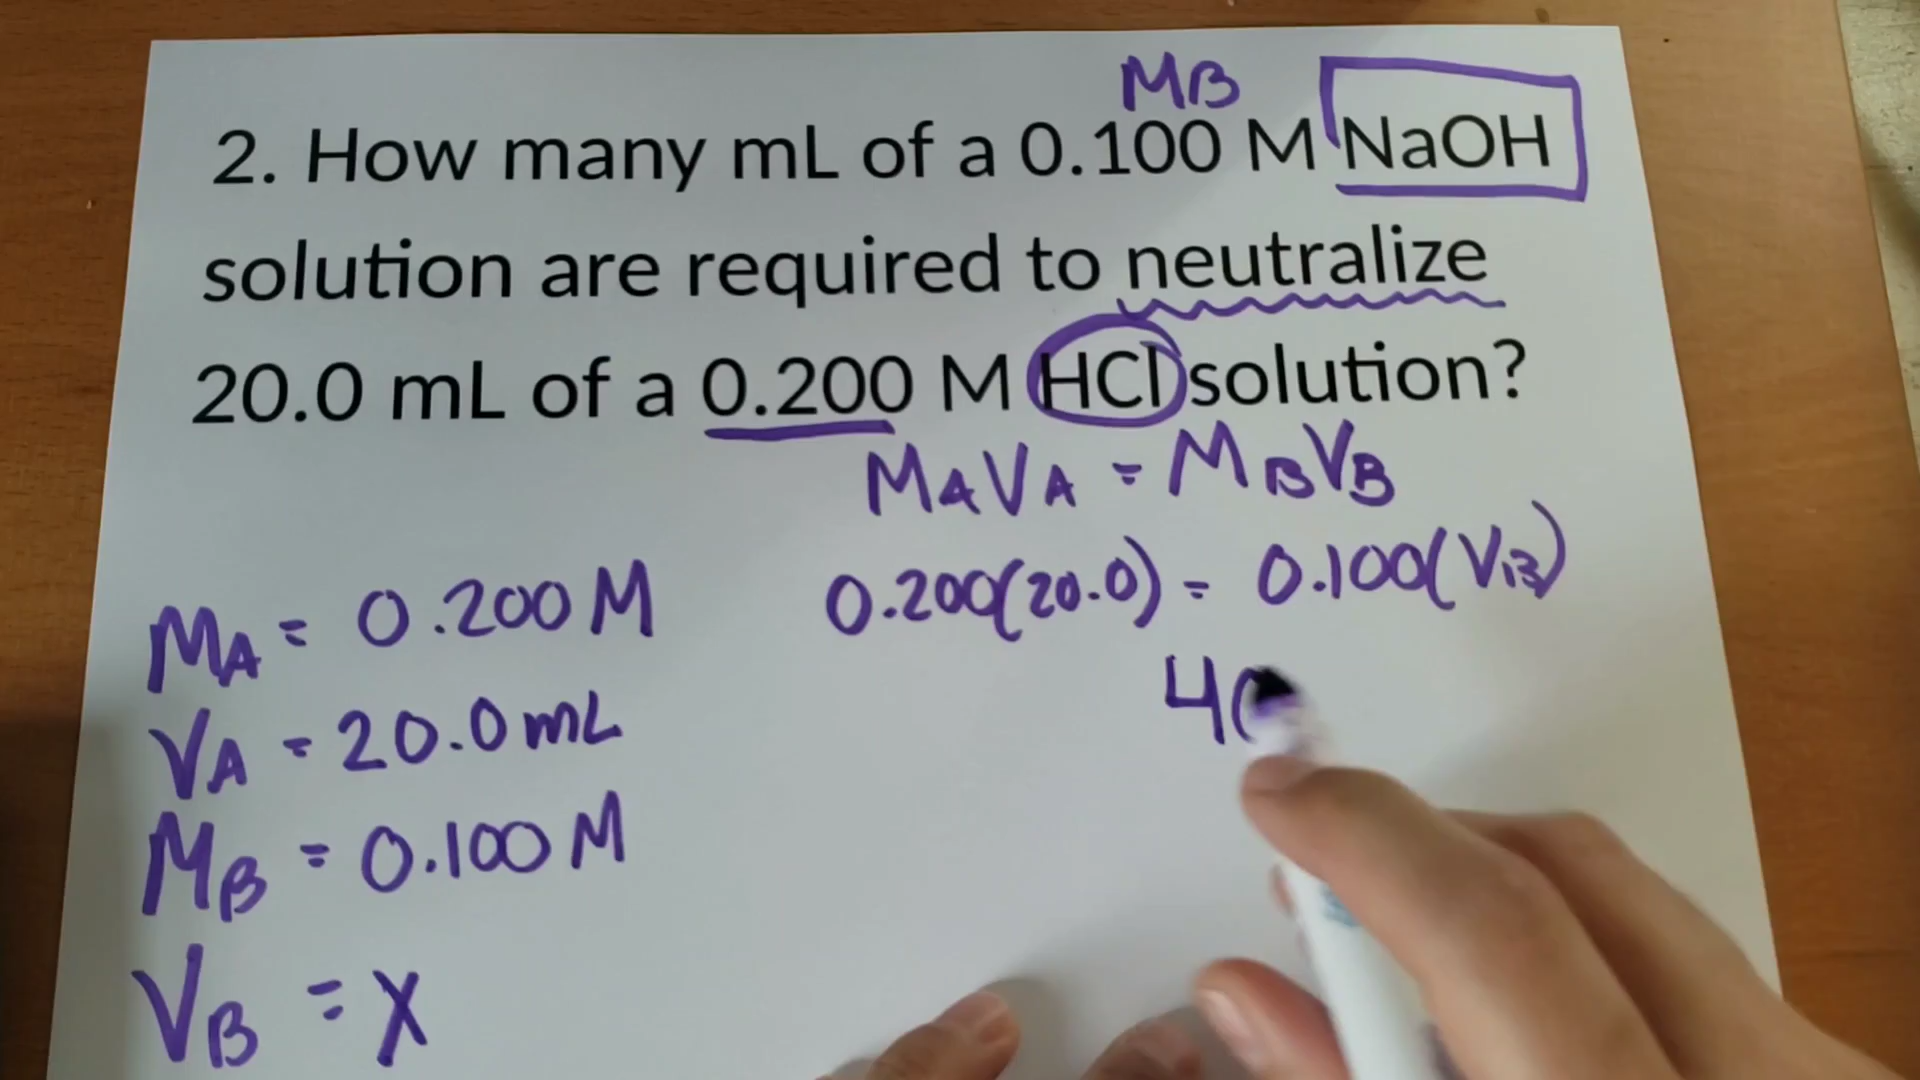 MB
2. How many mL of a 0.100 M NaOH
solution are required to neutralize
20.0 mL of a 0.200 M HCl solution?
MAVA = MBVB
0.200(20.0) = 0.100(VB)
40
MA = 0.200 M
VA = 20.0 mL
MB = 0.100 M
VB = X